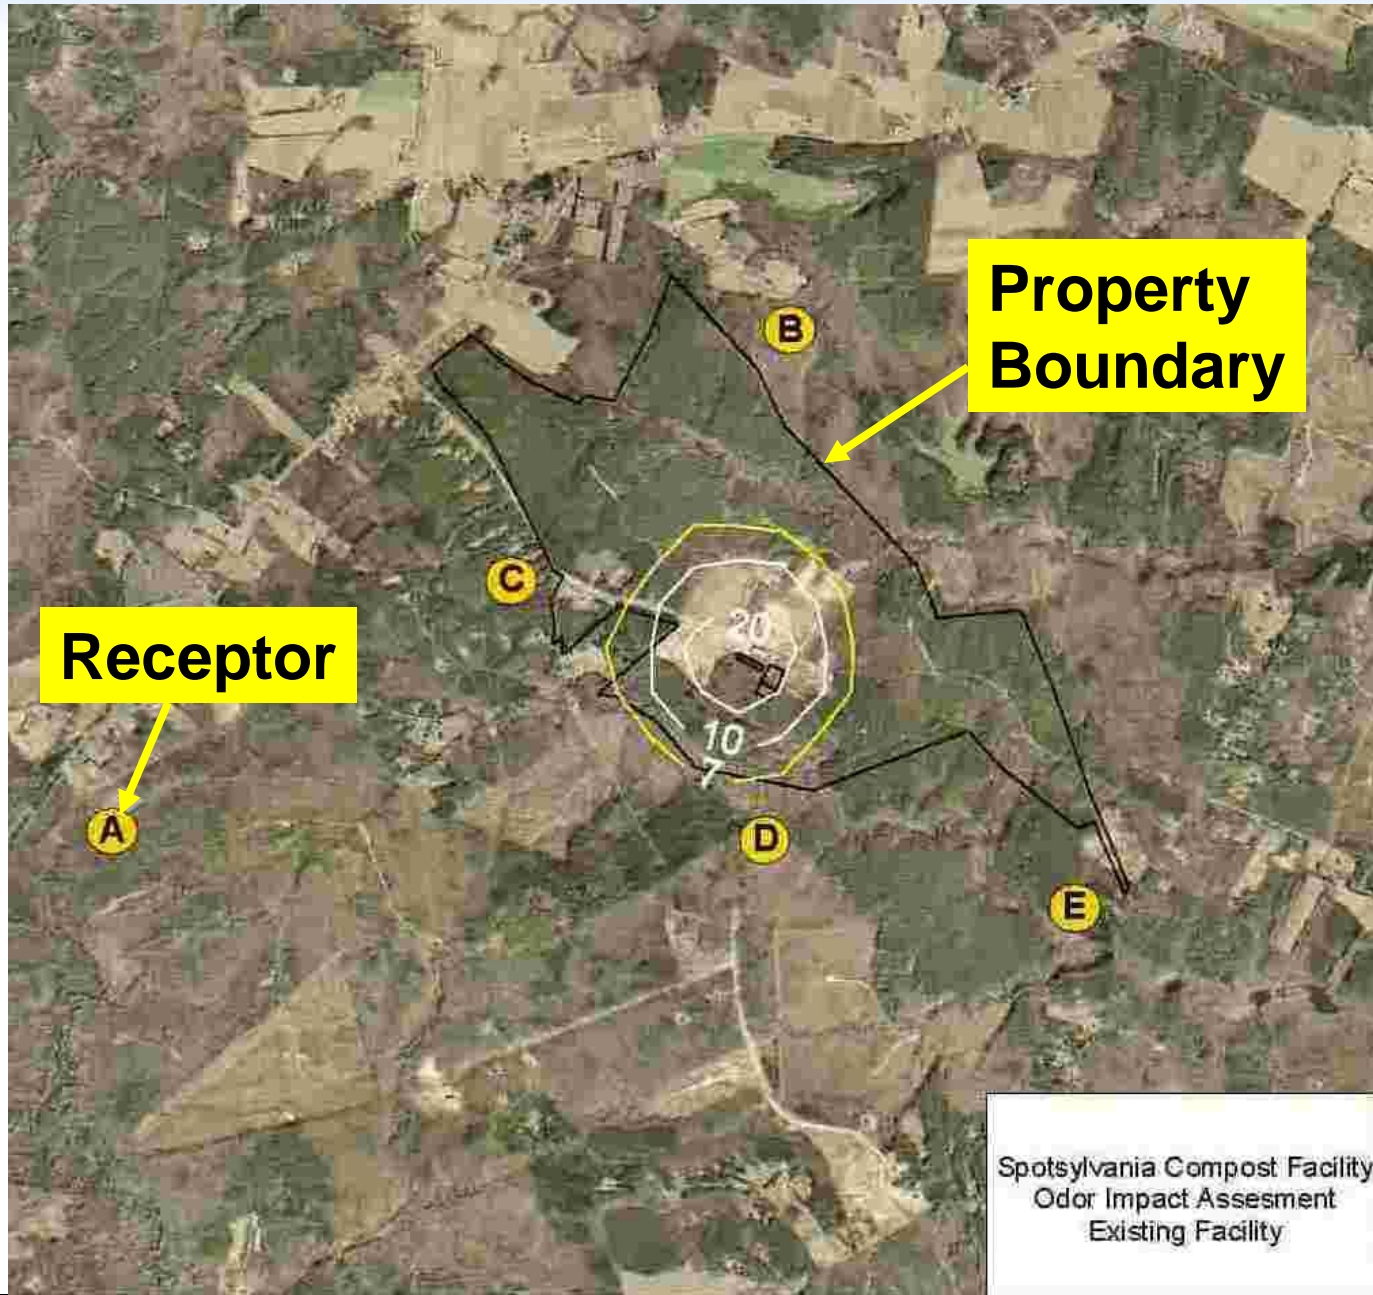 Property
Boundary
B
C
Receptor
20
10
7
A
D
E
Spotsylvania Compost Facility
Odor Impact Assesment
Existing Facility